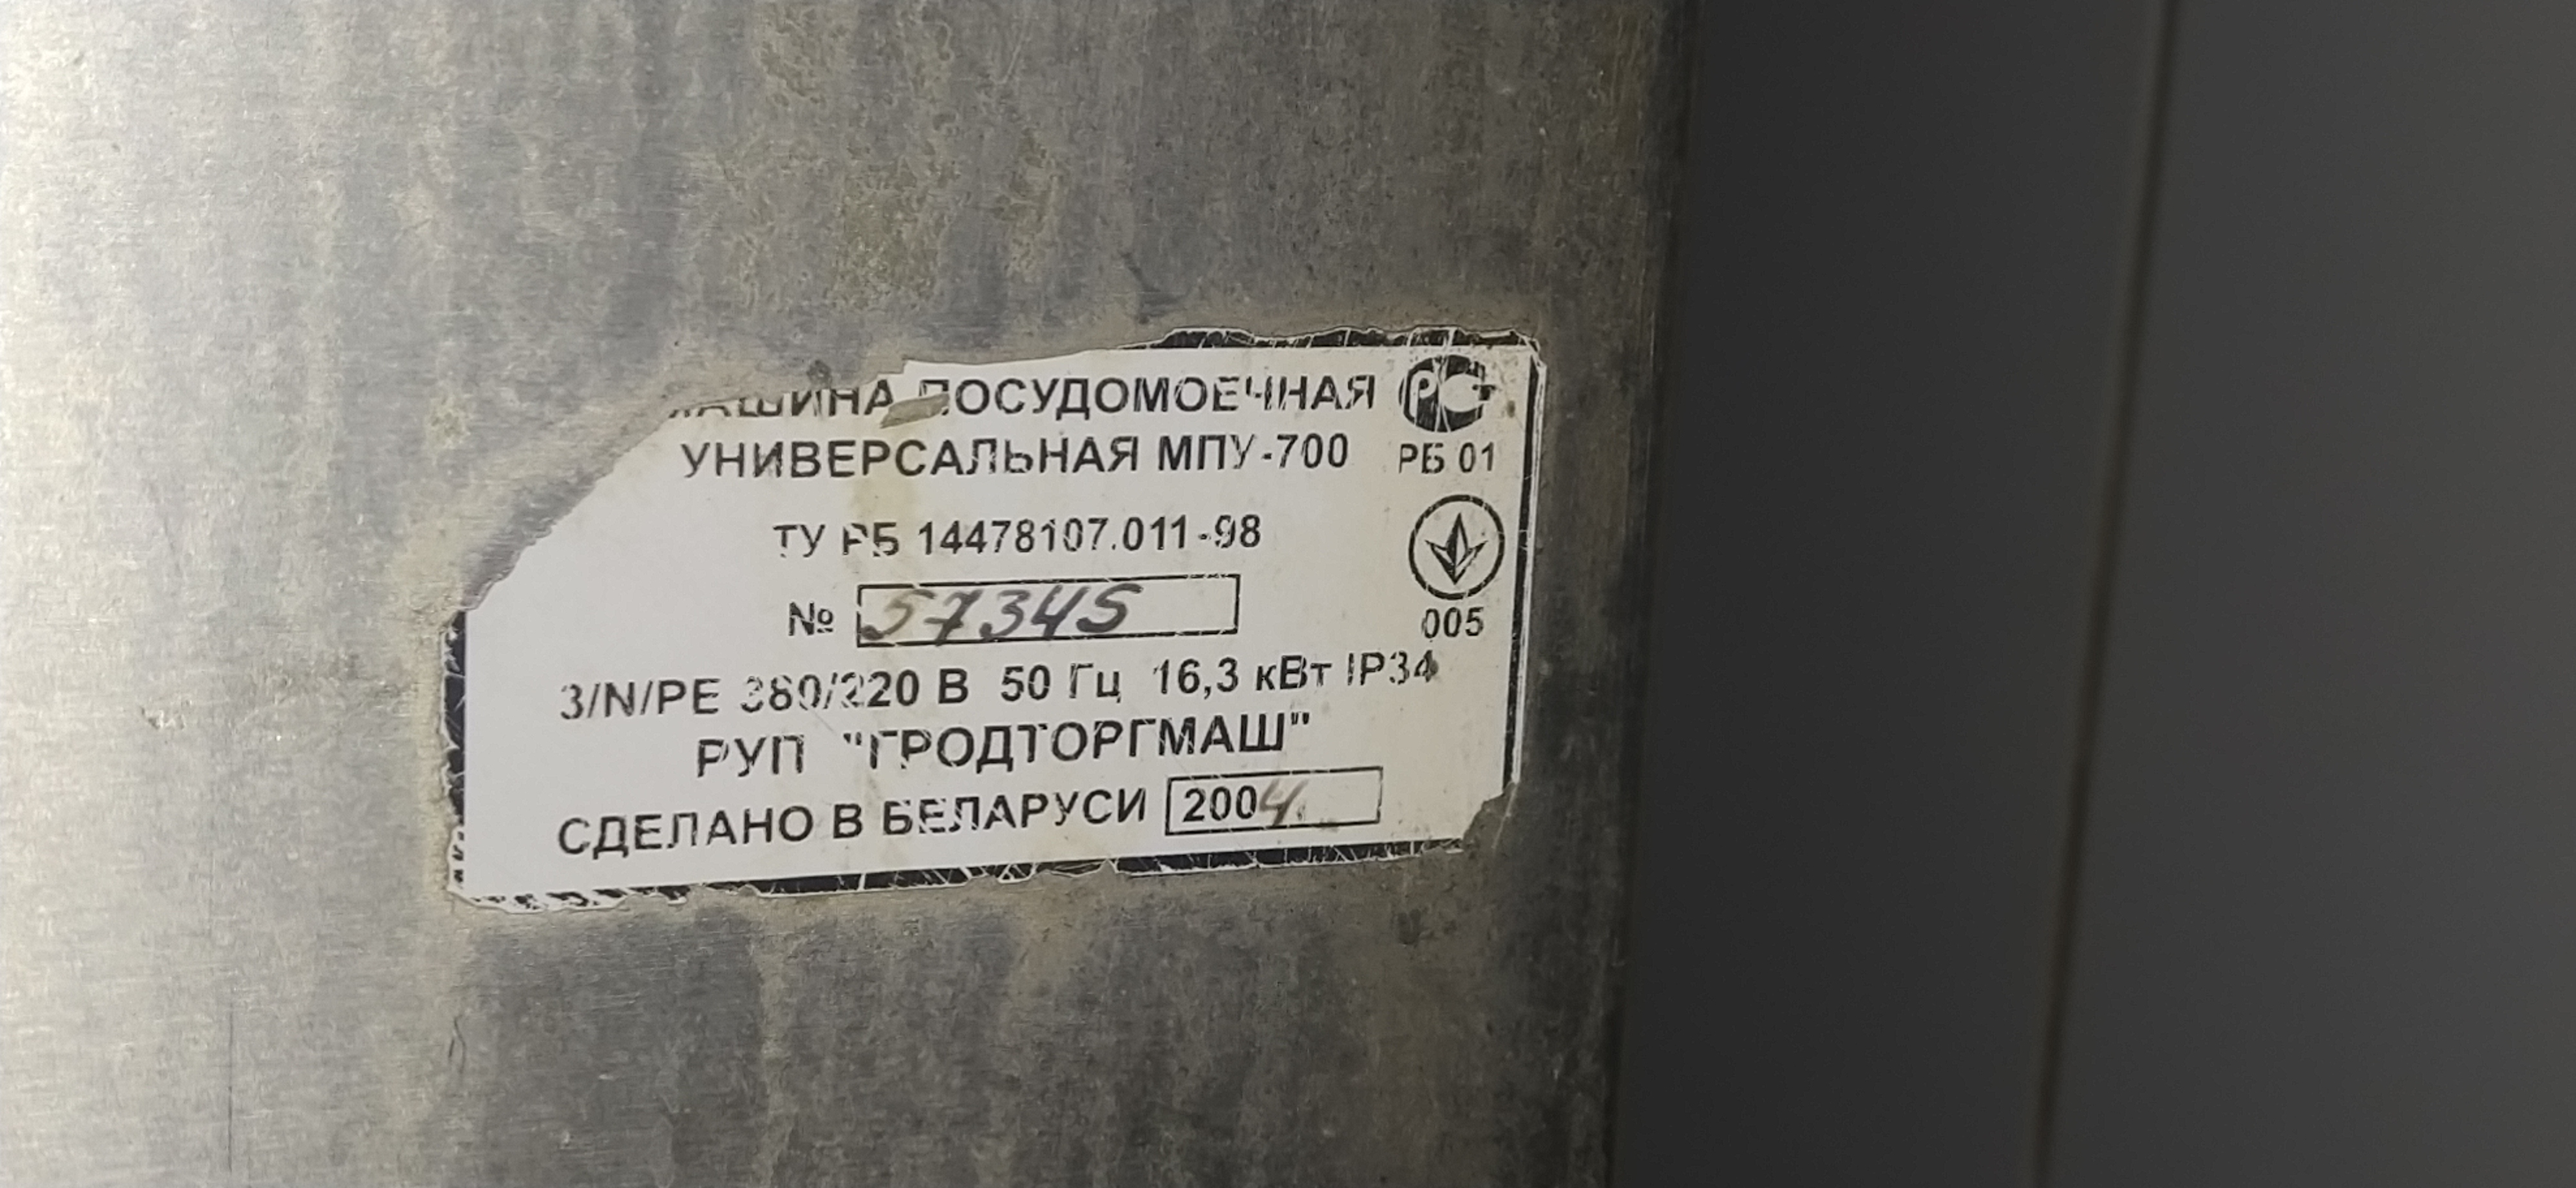 МАШИНА ПОСУДОМОЕЧНАЯ
УНИВЕРСАЛЬНАЯ МПУ-700
РБ 01
ТУ РБ 14478107.011-98
№ 57345
005
3/N/PE 380/220 В 50 Гц 16,3 кВт IP34
РУП "ГРОДТОРГМАШ"
СДЕЛАНО В БЕЛАРУСИ 2004